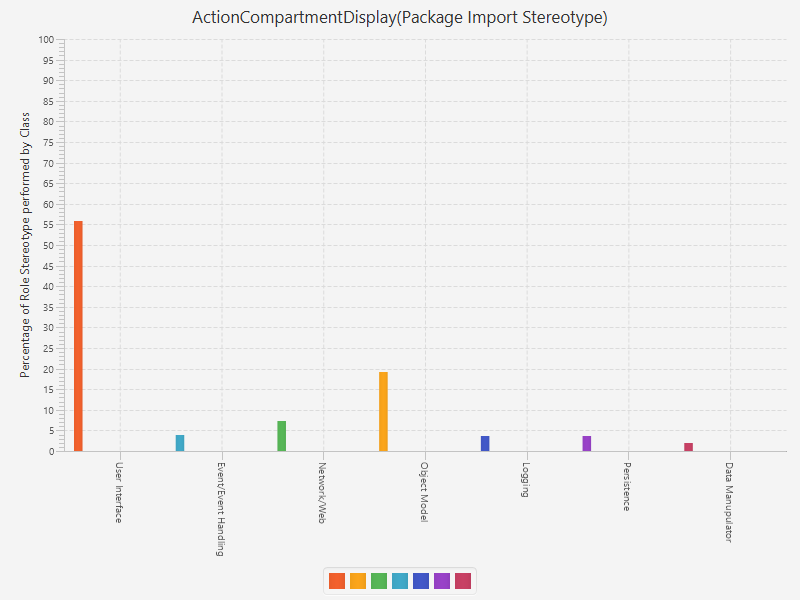 ActionCompartmentDisplay(Package Import Stereotype)
Percentage of Role Stereotype performed by Class
100
95
90
85
80
75
70
65
60
55
50
45
40
35
30
25
20
15
10
5
0
User Interface
Event/Event Handling
Network/Web
Object Model
Logging
Persistence
Data Manupulator